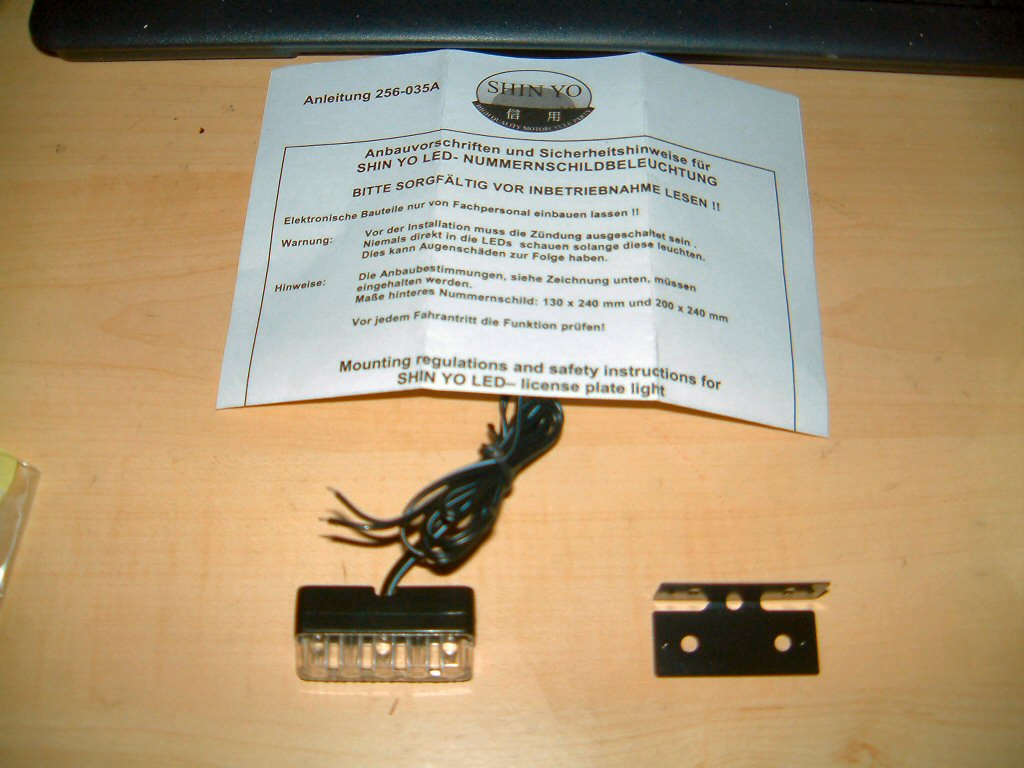 Anleitung 256-035A
SHIN YO
信用
HIGH QUALITY MOTORCYCLE PARTS
Anbauvorschriften und Sicherheitshinweise für
SHIN YO LED- NUMMERNSCHILDBELEUCHTUNG
BITTE SORGFÄLTIG VOR INBETRIEBNAHME LESEN !!
Elektronische Bauteile nur von Fachpersonal einbauen lassen !!
Warnung: Vor der Installation muss die Zündung ausgeschaltet sein .
Niemals direkt in die LEDs schauen solange diese leuchten.
Dies kann Augenschäden zur Folge haben.
Hinweise: Die Anbaubestimmungen, siehe Zeichnung unten, müssen
eingehalten werden.
Maße hinteres Nummernschild: 130 x 240 mm und 200 x 240 mm
Vor jedem Fahrantritt die Funktion prüfen!
Mounting regulations and safety instructions for
SHIN YO LED– license plate light